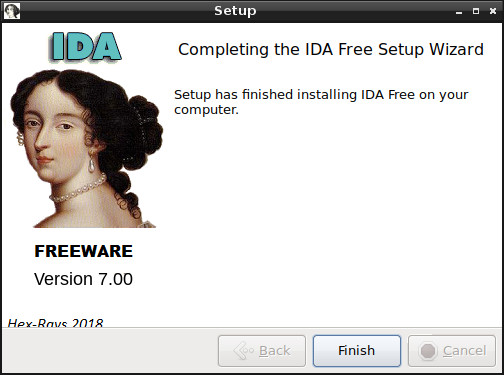 Setup
IDA
Completing the IDA Free Setup Wizard
Setup has finished installing IDA Free on your
computer.
FREEWARE
Version 7.00
Hex-Rays 2018
Back
Finish
Cancel